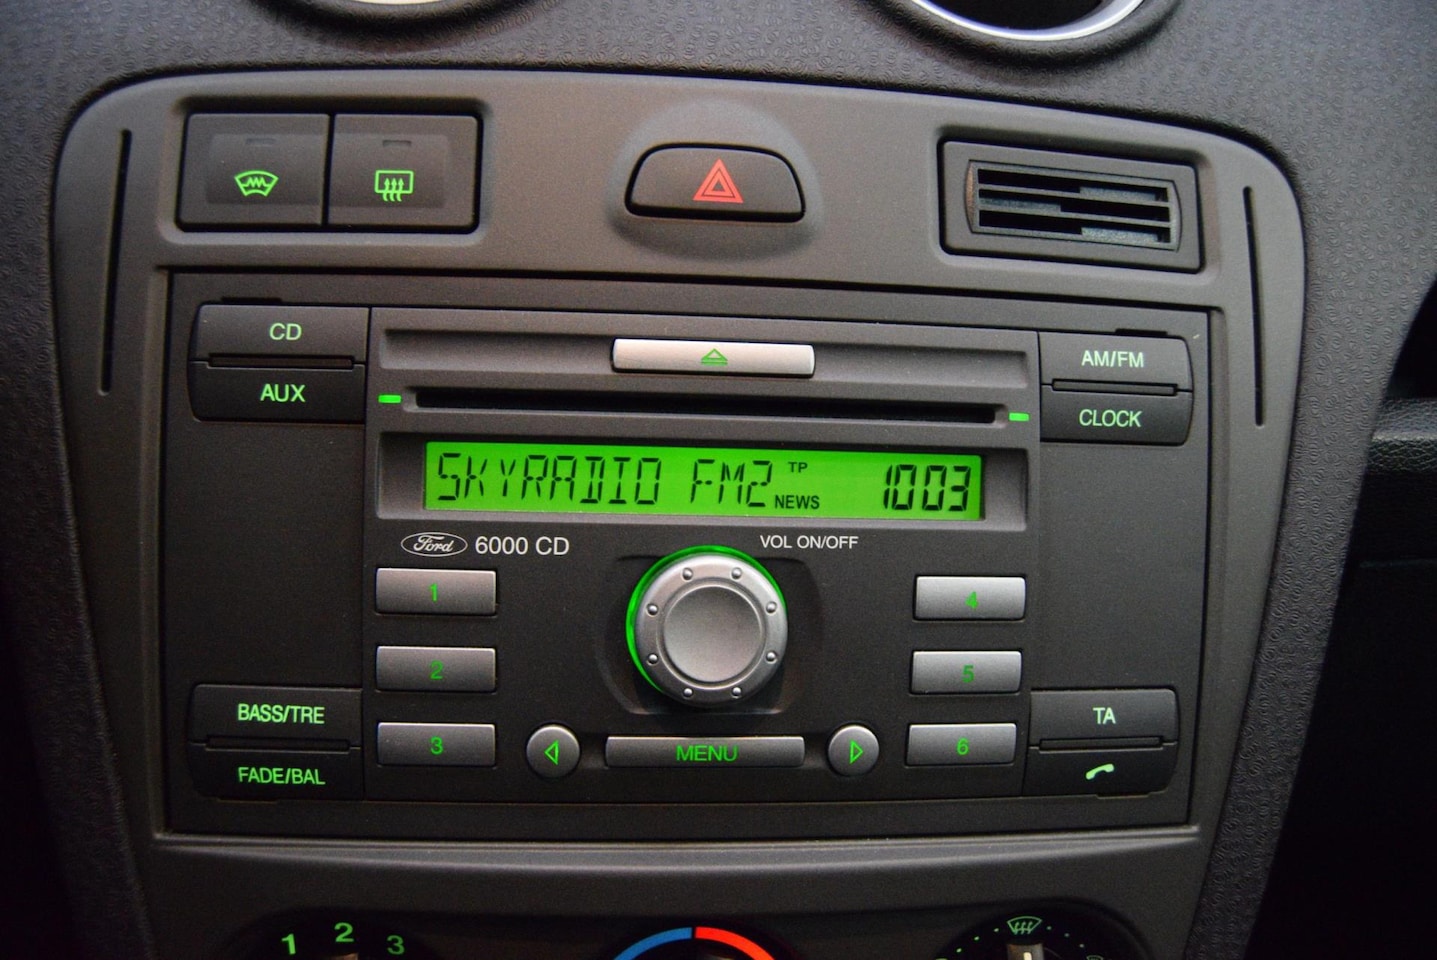 CD
AUX
AM/FM
CLOCK
SKYRADIO FM2 TP NEWS 1003
Ford 6000 CD
VOL ON/OFF
1
2
3
4
5
6
BASS/TRE
FADE/BAL
MENU
TA
1 2 3